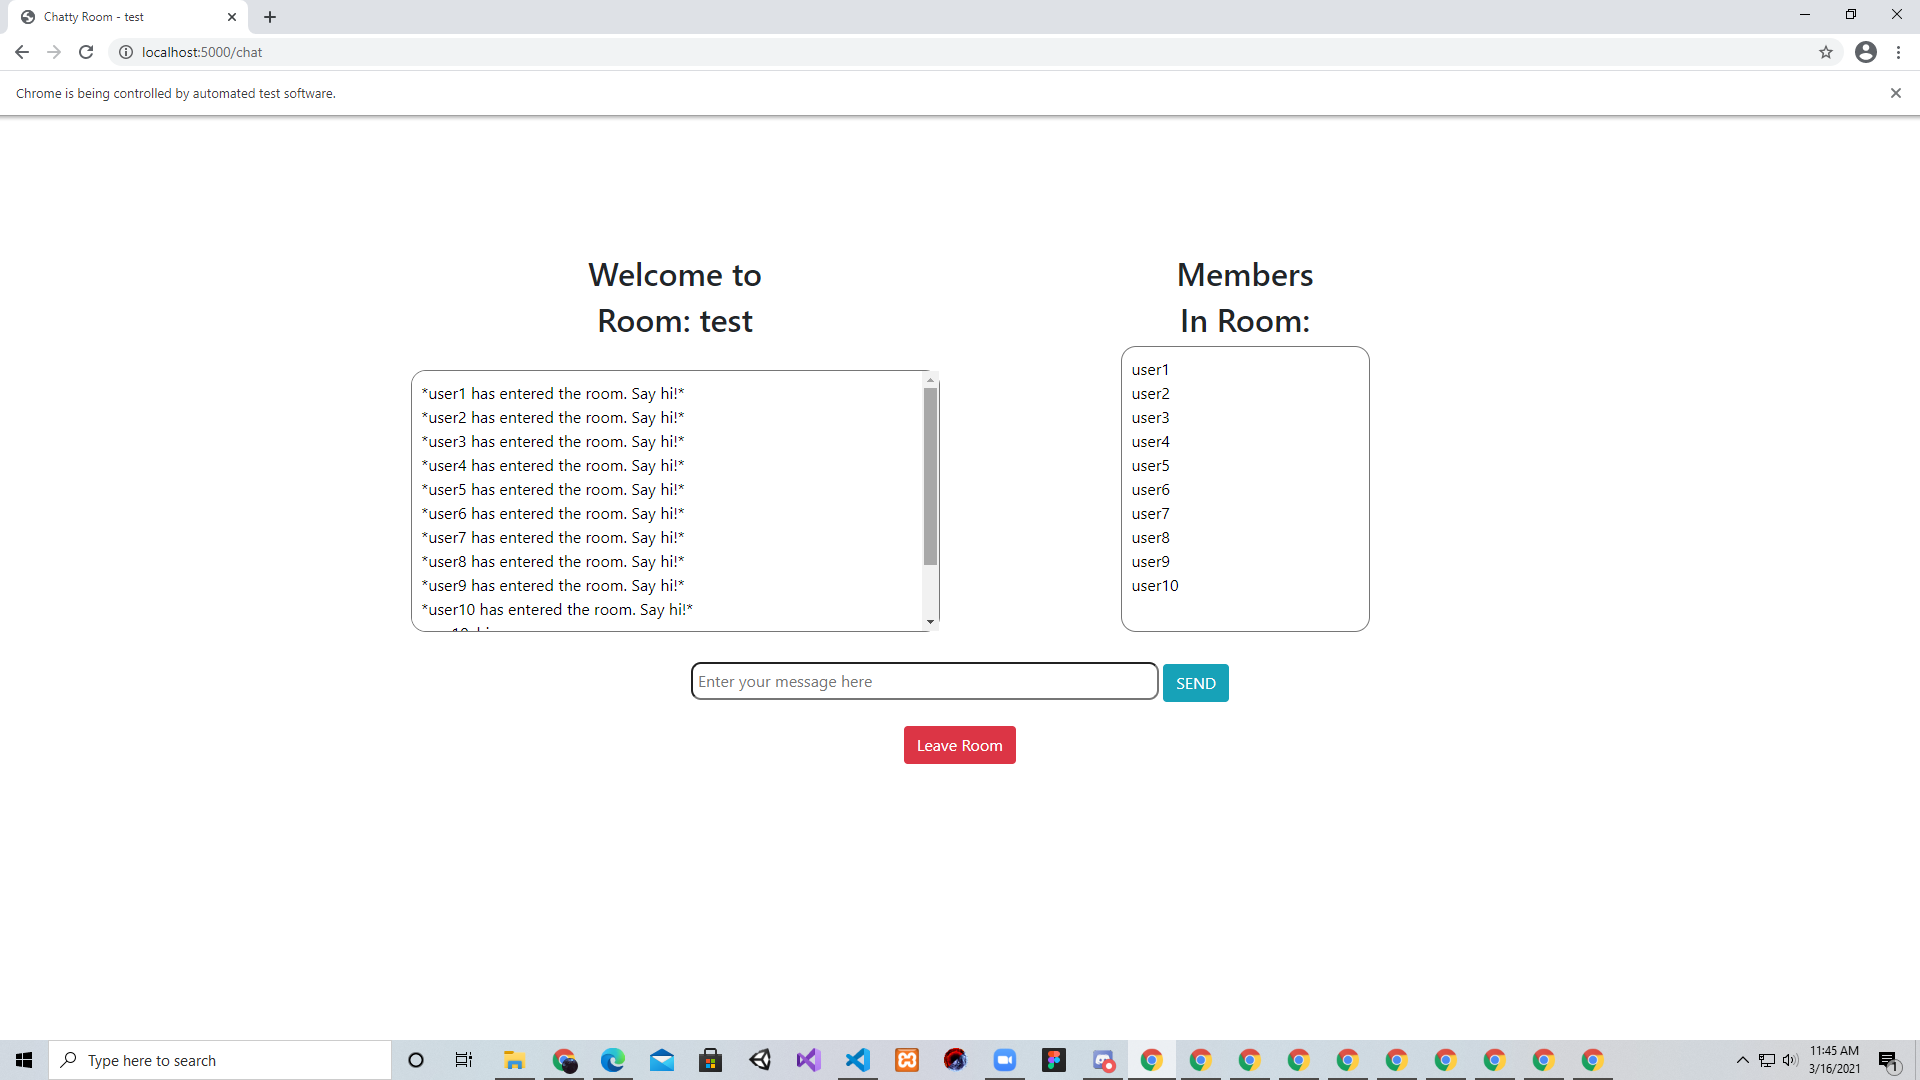 Chatty Room - test
localhost:5000/chat
Chrome is being controlled by automated test software.
Welcome to
Room: test
*user1 has entered the room. Say hi!*
*user2 has entered the room. Say hi!*
*user3 has entered the room. Say hi!*
*user4 has entered the room. Say hi!*
*user5 has entered the room. Say hi!*
*user6 has entered the room. Say hi!*
*user7 has entered the room. Say hi!*
*user8 has entered the room. Say hi!*
*user9 has entered the room. Say hi!*
*user10 has entered the room. Say hi!*
Members
In Room:
user1
user2
user3
user4
user5
user6
user7
user8
user9
user10
Enter your message here
SEND
Leave Room
Type here to search
11:45 AM
3/16/2021
1